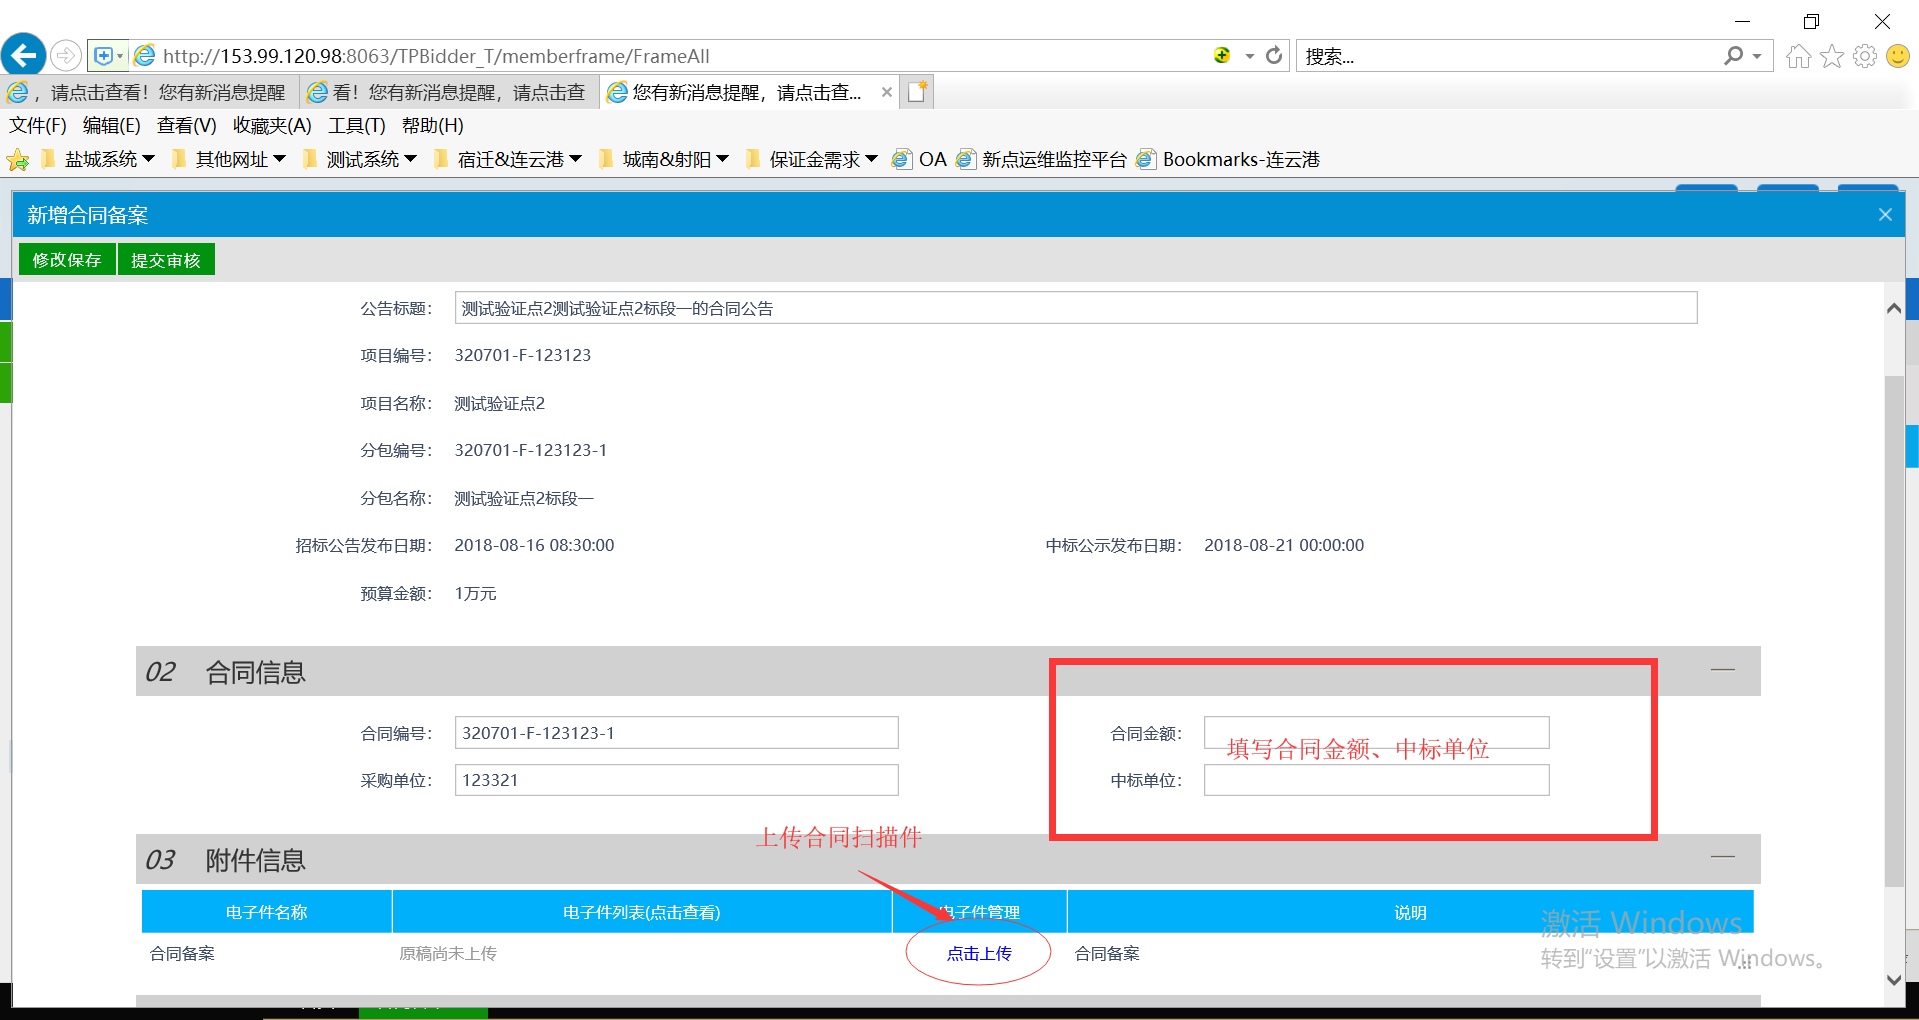 http://153.99.120.98:8063/TPBidder_T/memberframe/FrameAll
搜索...
，请点击查看！您有新消息提醒
看！您有新消息提醒，请点击查
您有新消息提醒，请点击查...
文件(F) 编辑(E) 查看(V) 收藏夹(A) 工具(T) 帮助(H)
盐城系统 其他网址 测试系统 宿迁&连云港 城南&射阳 保证金需求 OA 新点运维监控平台 Bookmarks-连云港
新增合同备案
修改保存 提交审核
公告标题： 测试验证点2测试验证点2标段一的合同公告
项目编号： 320701-F-123123
项目名称： 测试验证点2
分包编号： 320701-F-123123-1
分包名称： 测试验证点2标段一
招标公告发布日期： 2018-08-16 08:30:00 中标公示发布日期： 2018-08-21 00:00:00
预算金额： 1万元
02 合同信息
合同编号： 320701-F-123123-1 合同金额：
填写合同金额、中标单位
采购单位： 123321 中标单位：
上传合同扫描件
03 附件信息
电子件名称 电子件列表(点击查看) 电子件管理 说明
合同备案 原稿尚未上传 点击上传 合同备案
激活 Windows
转到"设置"以激活 Windows。